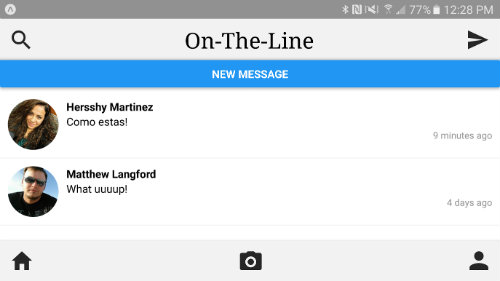 77% 12:28 PM
On-The-Line
NEW MESSAGE
Hersshy Martinez
Como estas!
9 minutes ago
Matthew Langford
What uuuup!
4 days ago